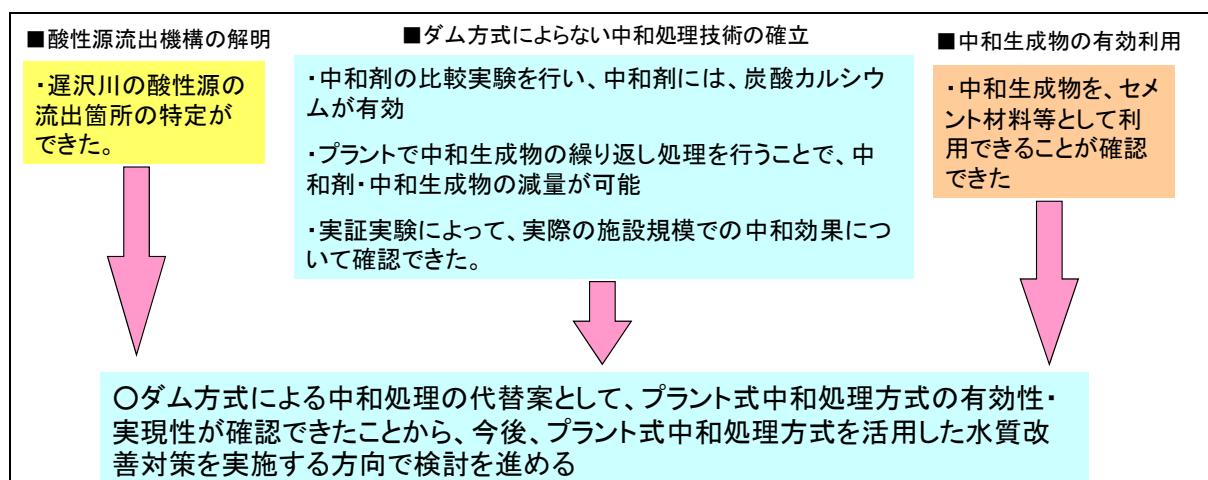 ■酸性源流出機構の解明
・遅沢川の酸性源の
流出箇所の特定が
できた。
■ダム方式によらない中和処理技術の確立
・中和剤の比較実験を行い、中和剤には、炭酸カルシウ
ムが有効
・プラントで中和生成物の繰り返し処理を行うことで、中
和剤・中和生成物の減量が可能
・実証実験によって、実際の施設規模での中和効果につ
いて確認できた。
■中和生成物の有効利用
・中和生成物を、セメ
ント材料等として利
用できることが確認
できた
〇ダム方式による中和処理の代替案として、プラント式中和処理方式の有効性・
実現性が確認できたことから、今後、プラント式中和処理方式を活用した水質改
善対策を実施する方向で検討を進める